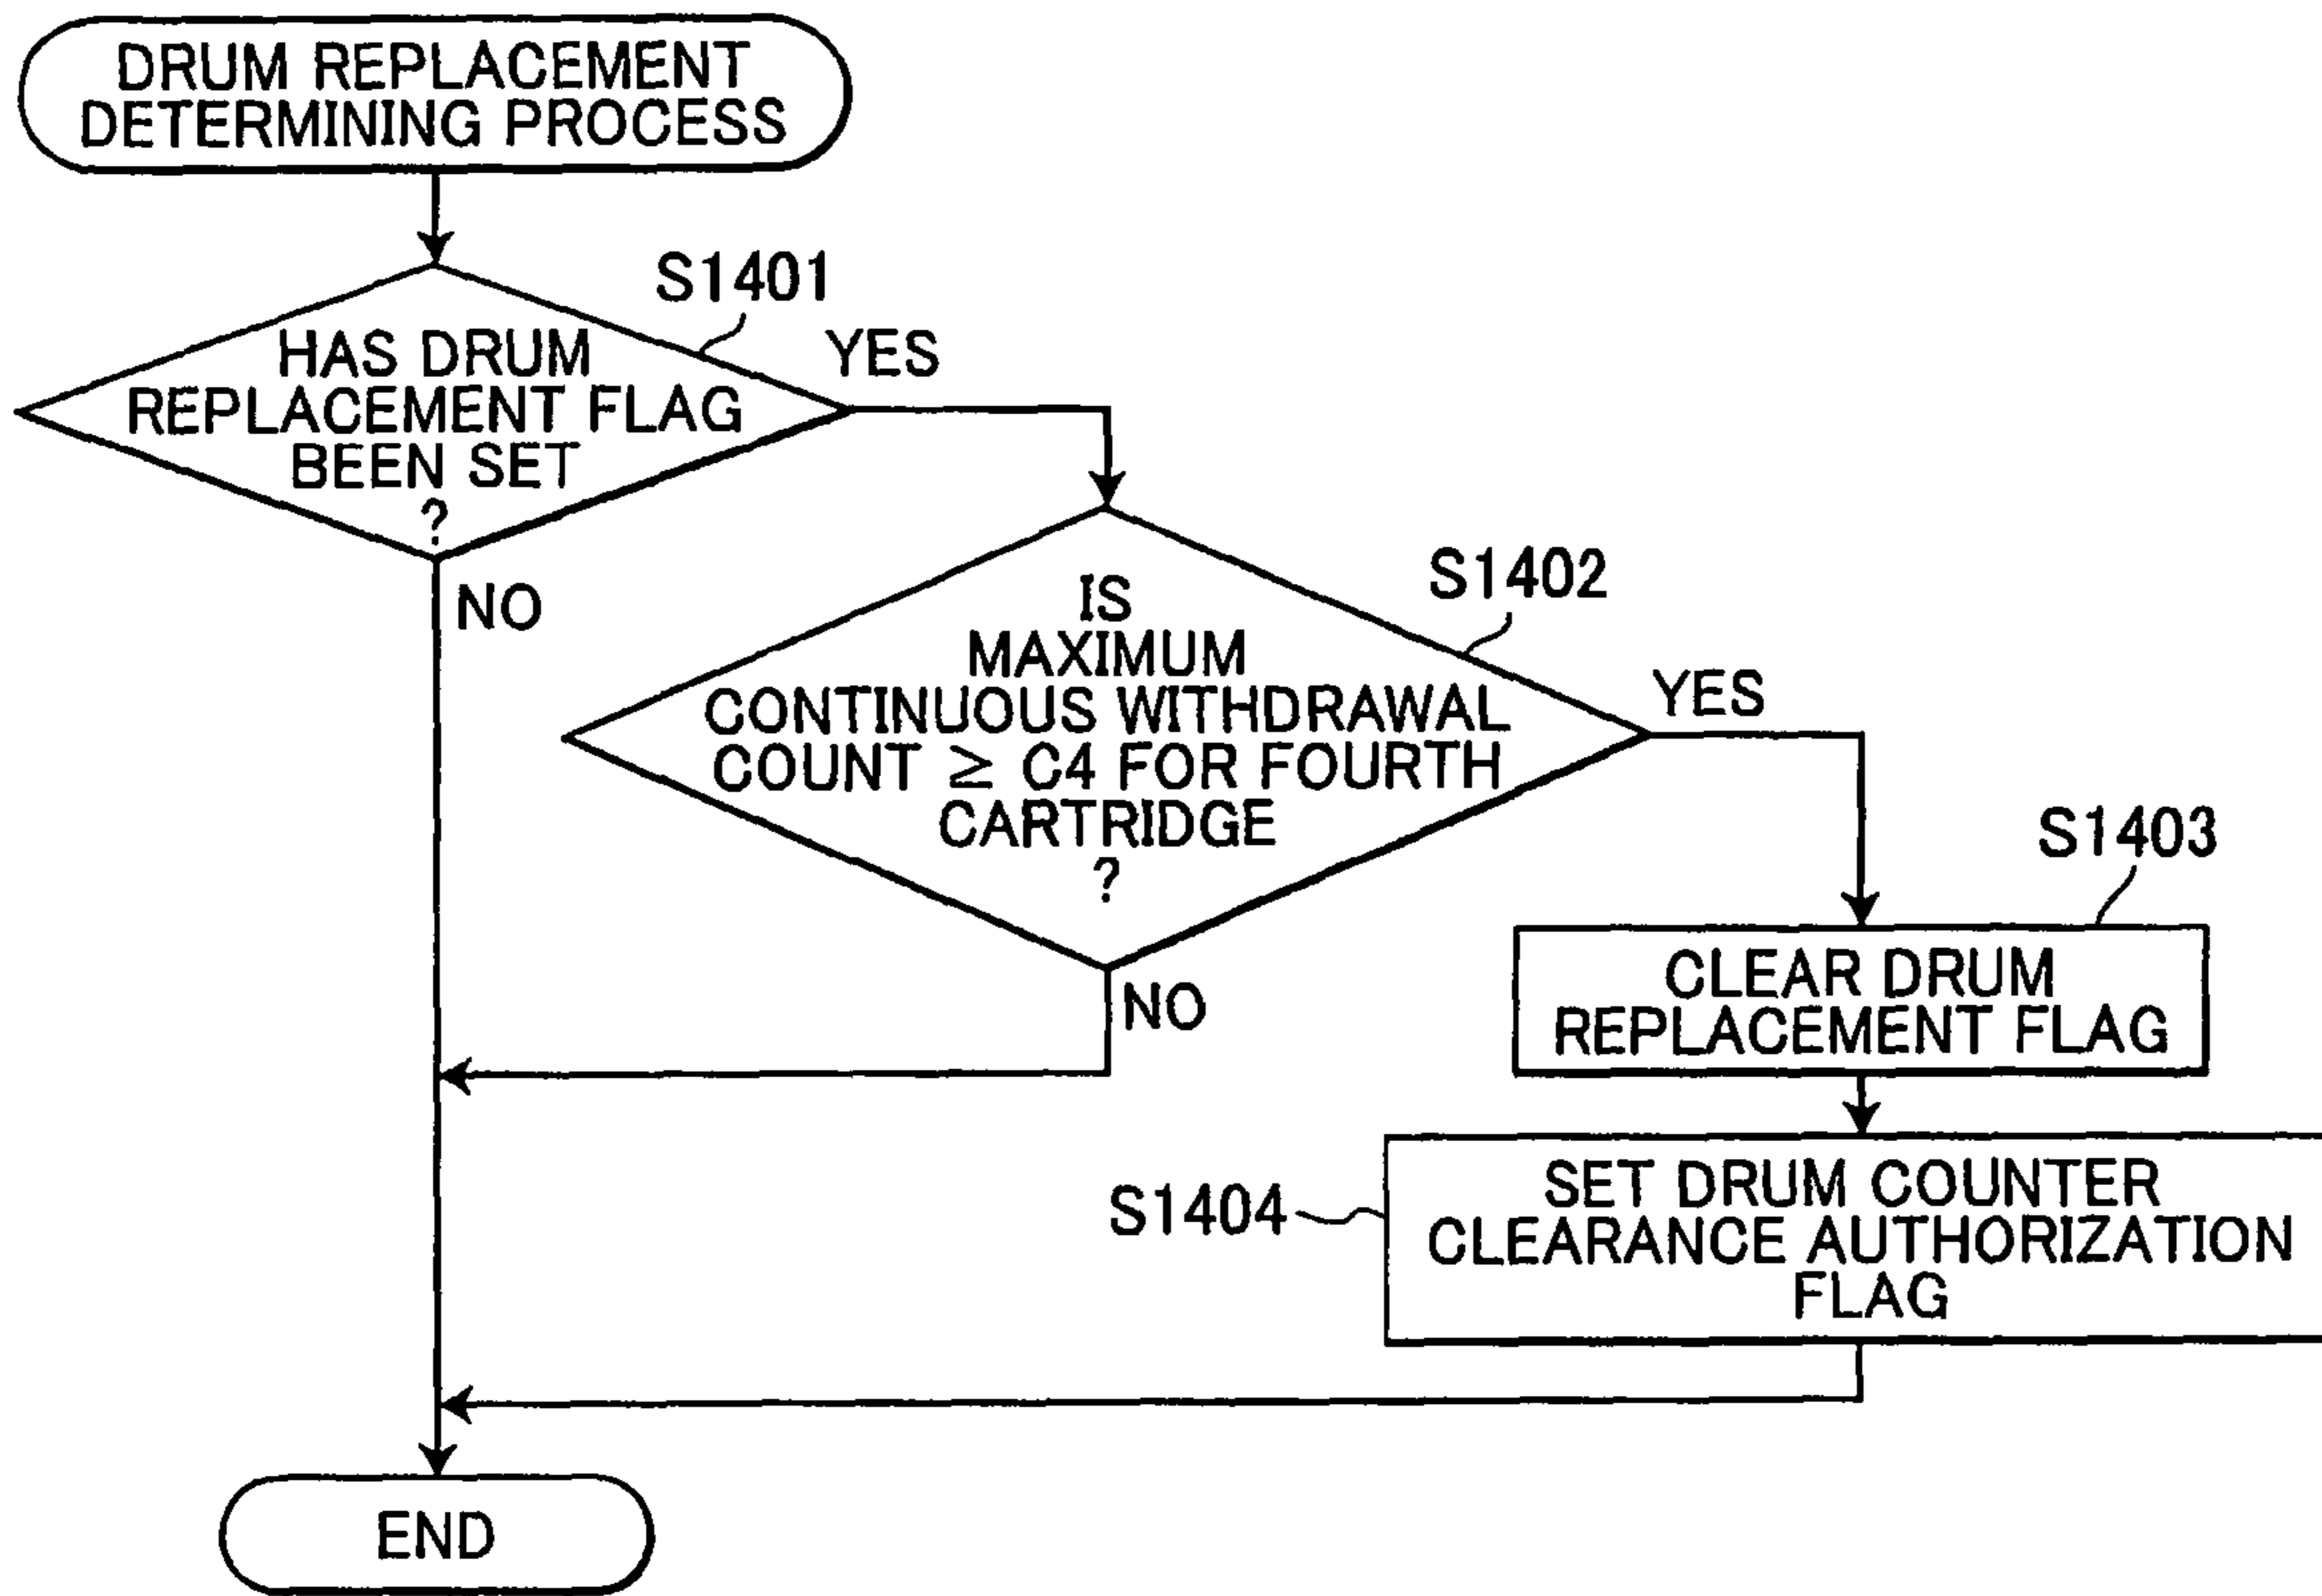 DRUM REPLACEMENT
DETERMINING PROCESS
S1401
HAS DRUM
REPLACEMENT FLAG
BEEN SET
?
YES
NO
S1402
IS
MAXIMUM
CONTINUOUS WITHDRAWAL
COUNT ≥ C4 FOR FOURTH
CARTRIDGE
?
YES
NO
S1403
CLEAR DRUM
REPLACEMENT FLAG
S1404
SET DRUM COUNTER
CLEARANCE AUTHORIZATION
FLAG
END